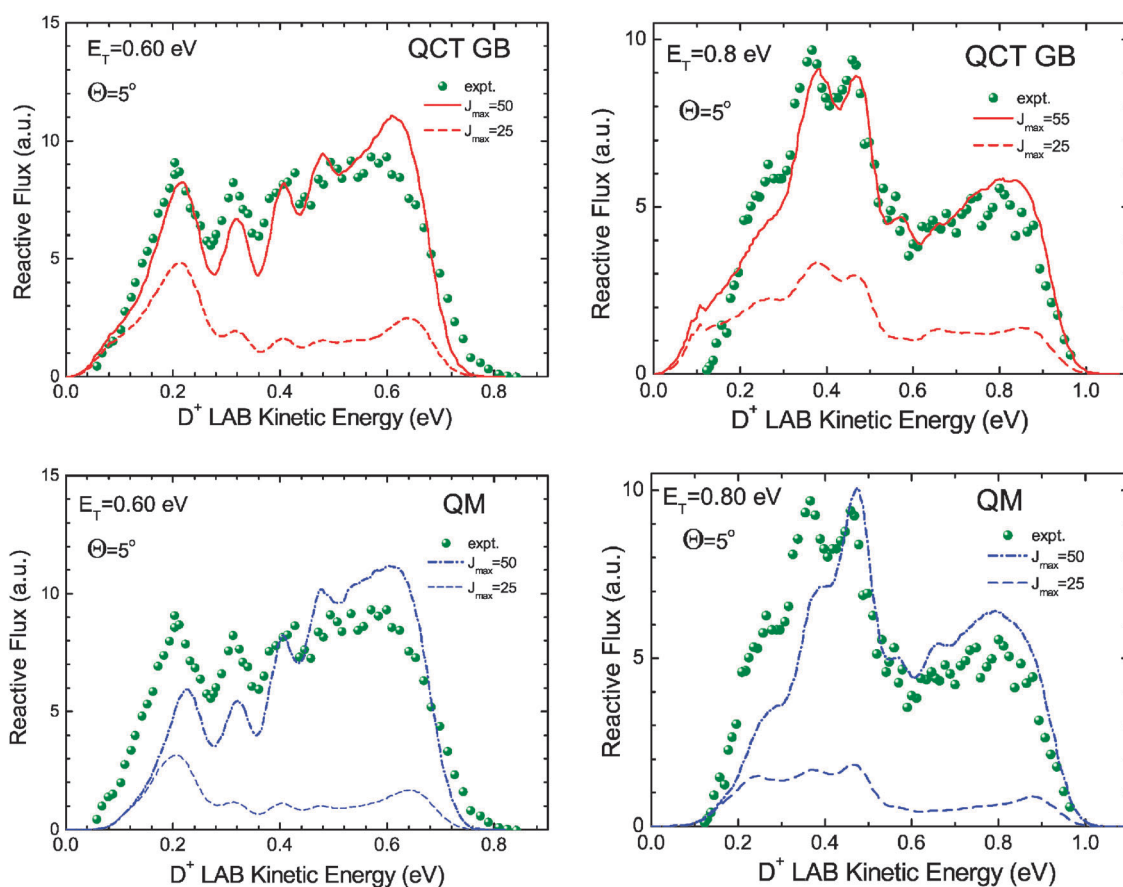 15
10
5
0
Reactive Flux (a.u.)
E_T=0.60 eV
Θ=5°
QCT GB
expt.
J_max=50
J_max=25
0.0 0.2 0.4 0.6 0.8
D⁺ LAB Kinetic Energy (eV)
10
5
0
Reactive Flux (a.u.)
E_T=0.8 eV
Θ=5°
QCT GB
expt.
J_max=55
J_max=25
0.0 0.2 0.4 0.6 0.8 1.0
D⁺ LAB Kinetic Energy (eV)
15
10
5
0
Reactive Flux (a.u.)
E_T=0.60 eV
Θ=5°
QM
expt.
J_max=50
J_max=25
0.0 0.2 0.4 0.6 0.8
D⁺ LAB Kinetic Energy (eV)
10
5
0
Reactive Flux (a.u.)
E_T=0.80 eV
Θ=5°
QM
expt.
J_max=50
J_max=25
0.0 0.2 0.4 0.6 0.8 1.0
D⁺ LAB Kinetic Energy (eV)